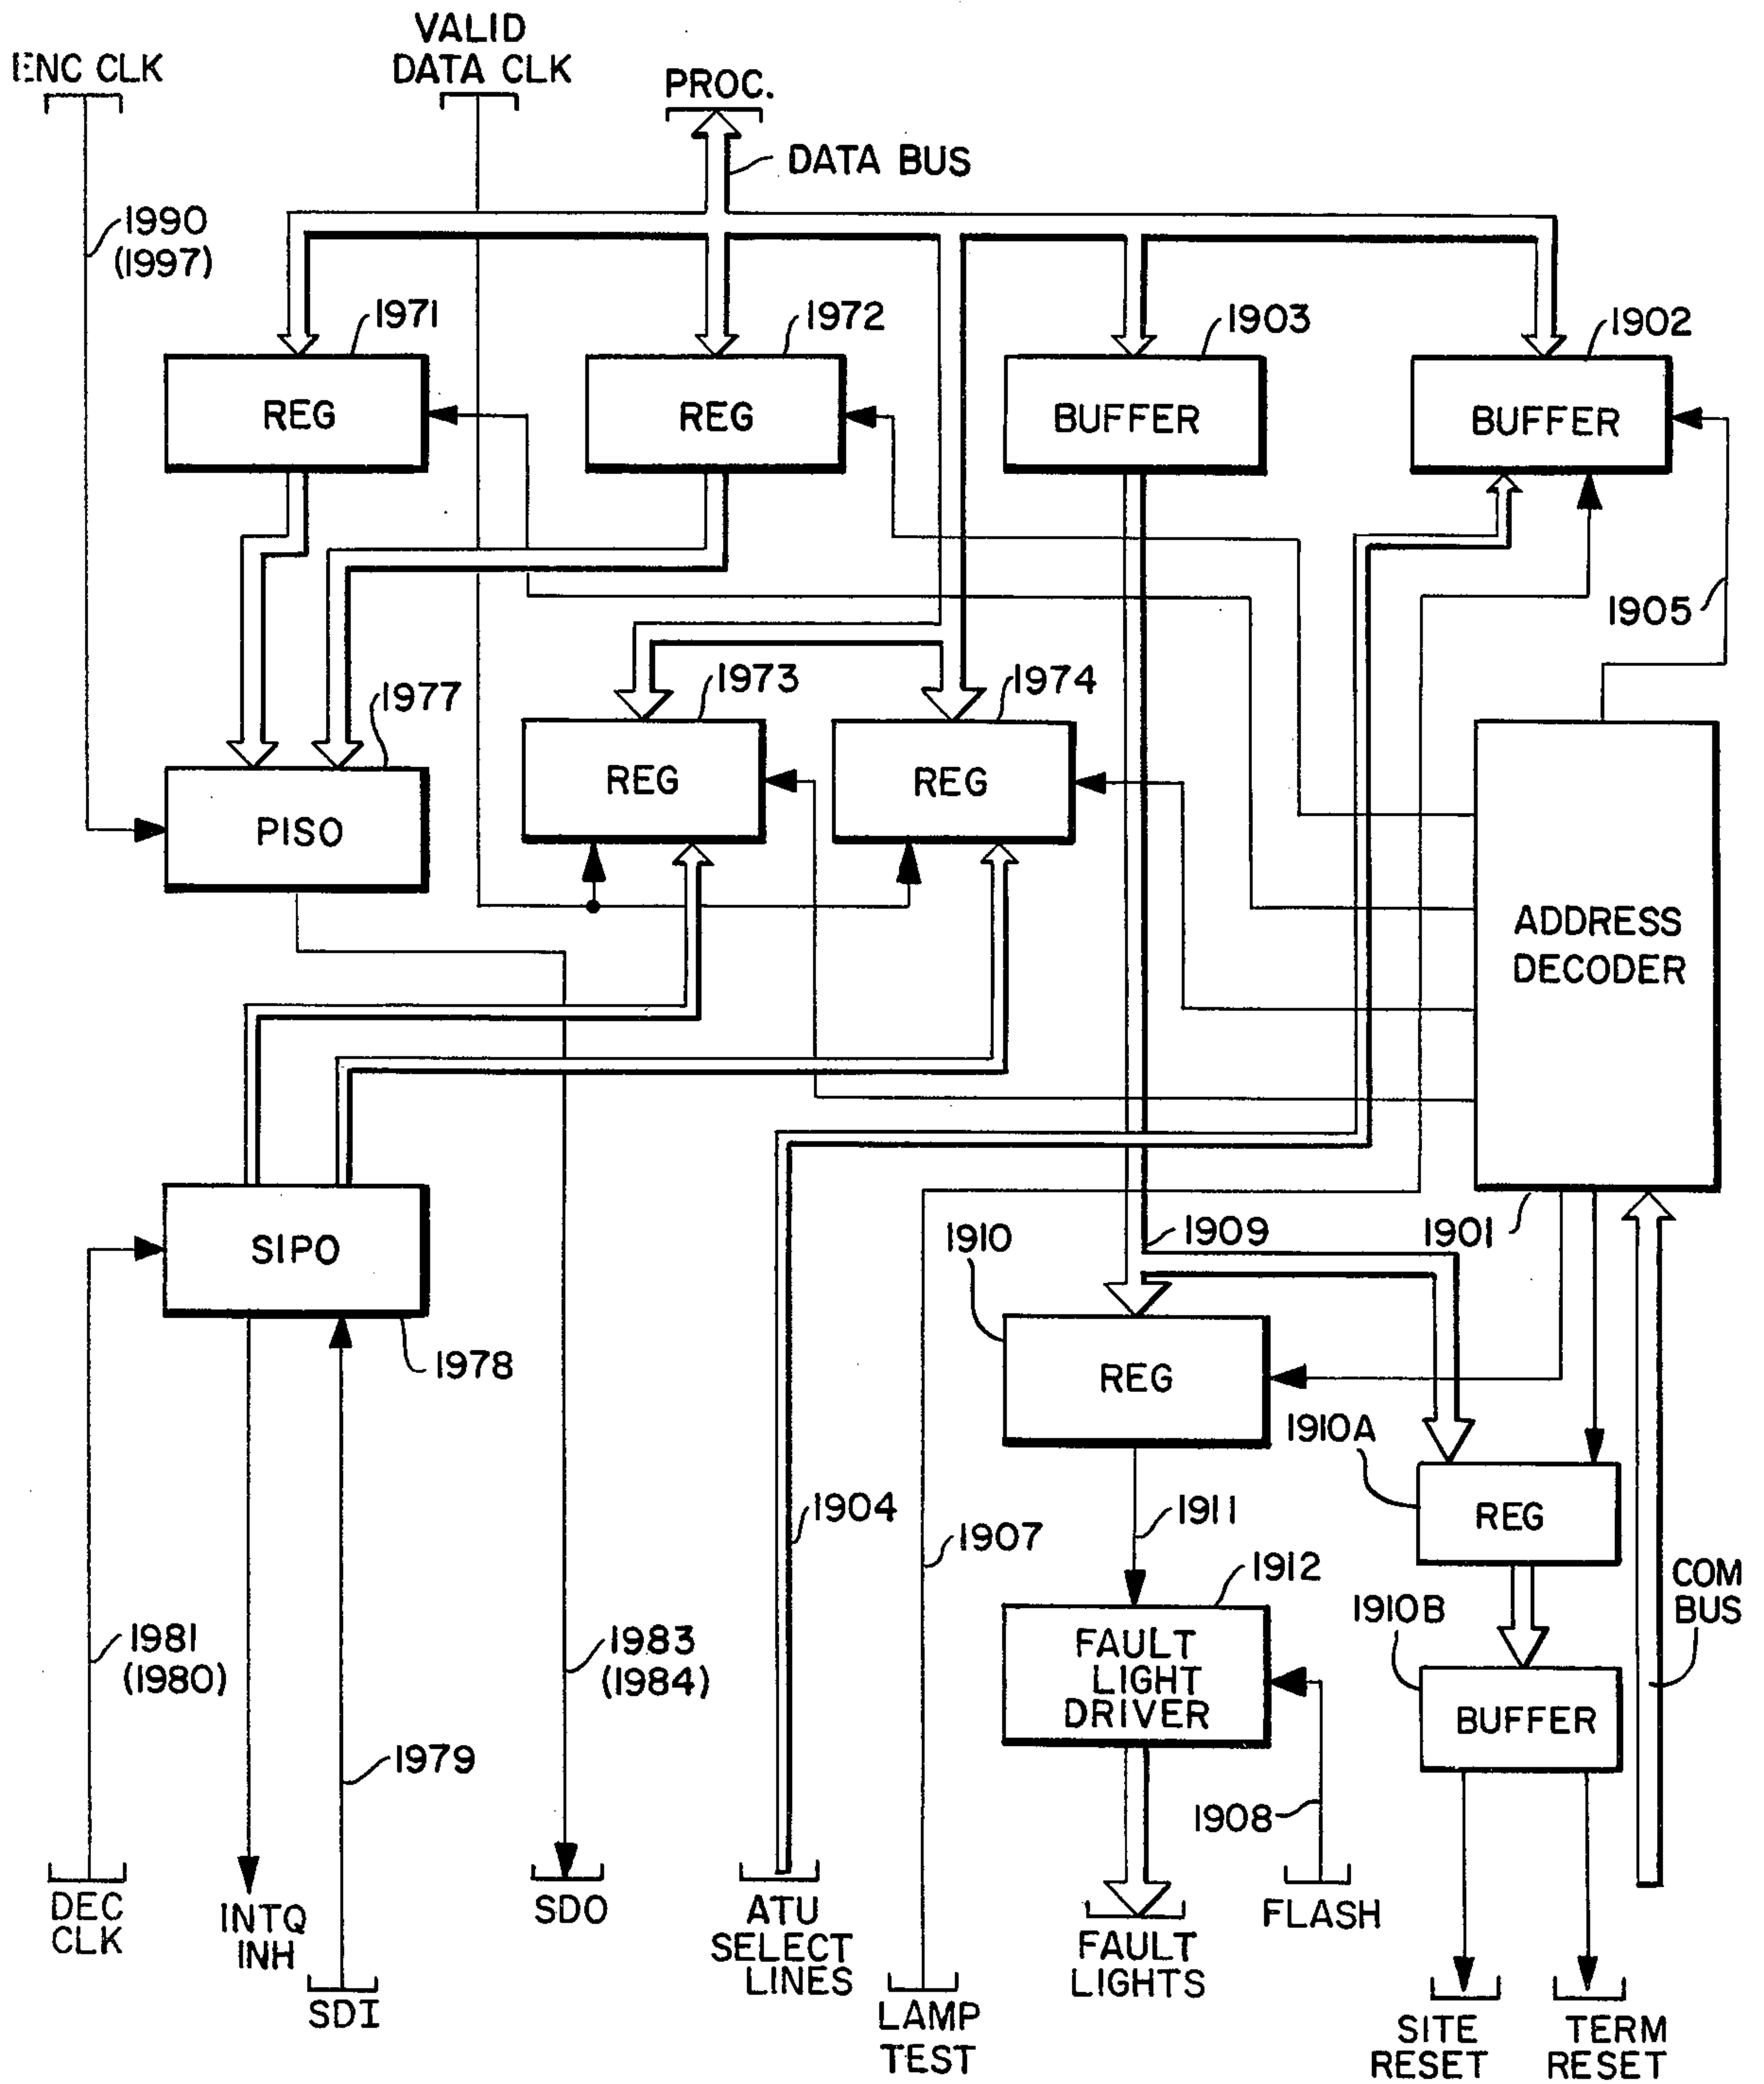 ENC CLK
VALID
DATA CLK
PROC.
DATA BUS
1990
(1997)
1971
1972
1903
1902
REG
REG
BUFFER
BUFFER
1905
1973
1974
1977
REG
REG
PISO
ADDRESS
DECODER
1909
1910
1901
SIPO
1978
REG
1910A
1904
1911
1907
REG
1912
COM
BUS
1910B
1981
(1980)
1983
(1984)
FAULT
LIGHT
DRIVER
BUFFER
1979
1908
DEC
CLK
INTQ
INH
SDI
SDO
ATU
SELECT
LINES
LAMP
TEST
FAULT
LIGHTS
FLASH
SITE
RESET
TERM
RESET